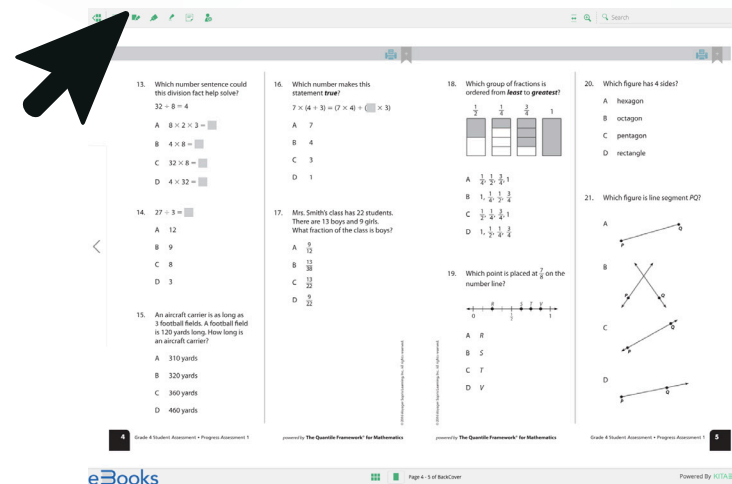 Search
13. Which number sentence could
this division fact help solve?
32 ÷ 8 = 4
A 8 × 2 × 3 =
B 4 × 8 =
C 32 × 8 =
D 4 × 32 =
14. 27 ÷ 3 =
A 12
B 9
C 8
D 3
15. An aircraft carrier is as long as
3 football fields. A football field
is 120 yards long. How long is
an aircraft carrier?
A 310 yards
B 320 yards
C 360 yards
D 460 yards
16. Which number makes this
statement true?
7 × (4 + 3) = (7 × 4) + ( × 3)
A 7
B 4
C 3
D 1
17. Mrs. Smith's class has 22 students.
There are 13 boys and 9 girls.
What fraction of the class is boys?
A 9/12
B 13/38
C 13/22
D 9/22
4 Grade 4 Student Assessment • Progress Assessment 1
powered by The Quantile Framework® for Mathematics
18. Which group of fractions is
ordered from least to greatest?
1/2 1/4 3/4 1
A 1/4, 1/2, 3/4, 1
B 1, 1/4, 1/2, 3/4
C 1/2, 1/4, 3/4, 1
D 1, 1/2, 1/4, 3/4
19. Which point is placed at 7/8 on the
number line?
R S T V
0 1/2 1
A R
B S
C T
D V
20. Which figure has 4 sides?
A hexagon
B octagon
C pentagon
D rectangle
21. Which figure is line segment PQ?
A
P Q
B
P Q
C
P Q
D
P Q
powered by The Quantile Framework® for Mathematics
Grade 4 Student Assessment • Progress Assessment 1 5
eBooks
Page 4 - 5 of BackCover
Powered By KITAB